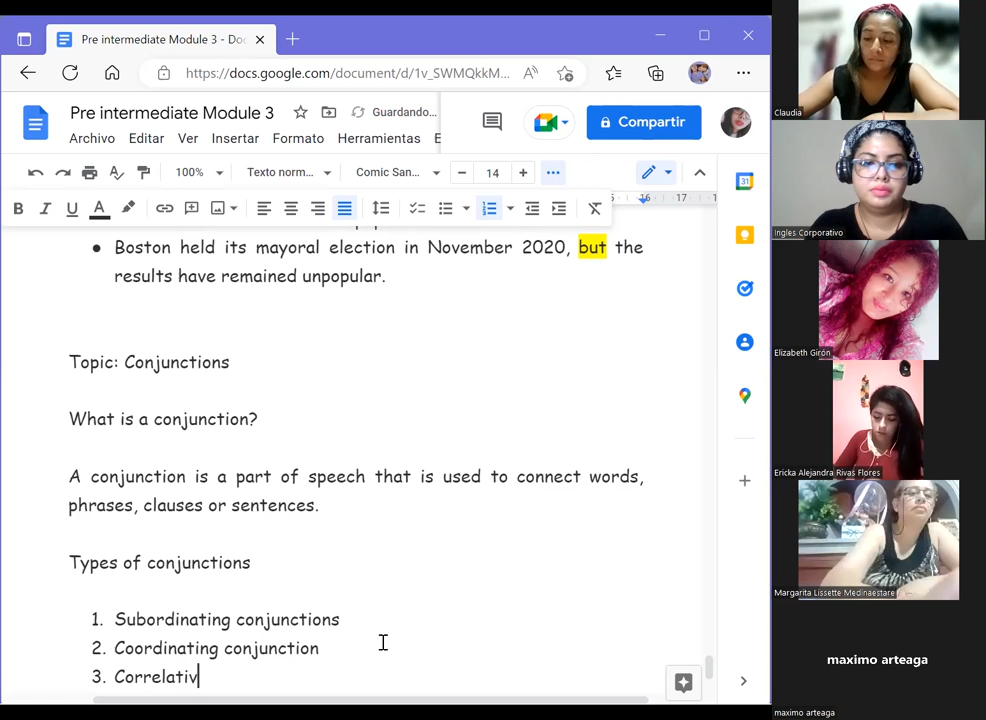 Pre intermediate Module 3 - Doc
https://docs.google.com/document/d/1v_SWMQkkM...
Pre intermediate Module 3
Guardando...
Compartir
Archivo Editar Ver Insertar Formato Herramientas E
100% Texto norm... Comic San... 14
16 17
Boston held its mayoral election in November 2020, but the
results have remained unpopular.
Topic: Conjunctions
What is a conjunction?
A conjunction is a part of speech that is used to connect words,
phrases, clauses or sentences.
Types of conjunctions
1. Subordinating conjunctions
2. Coordinating conjunction
3. Correlativ
Claudia
Ingles Corporativo
Elizabeth Girón
Ericka Alejandra Rivas Flores
Margarita Lissette Medinaestare
maximo arteaga
maximo arteaga